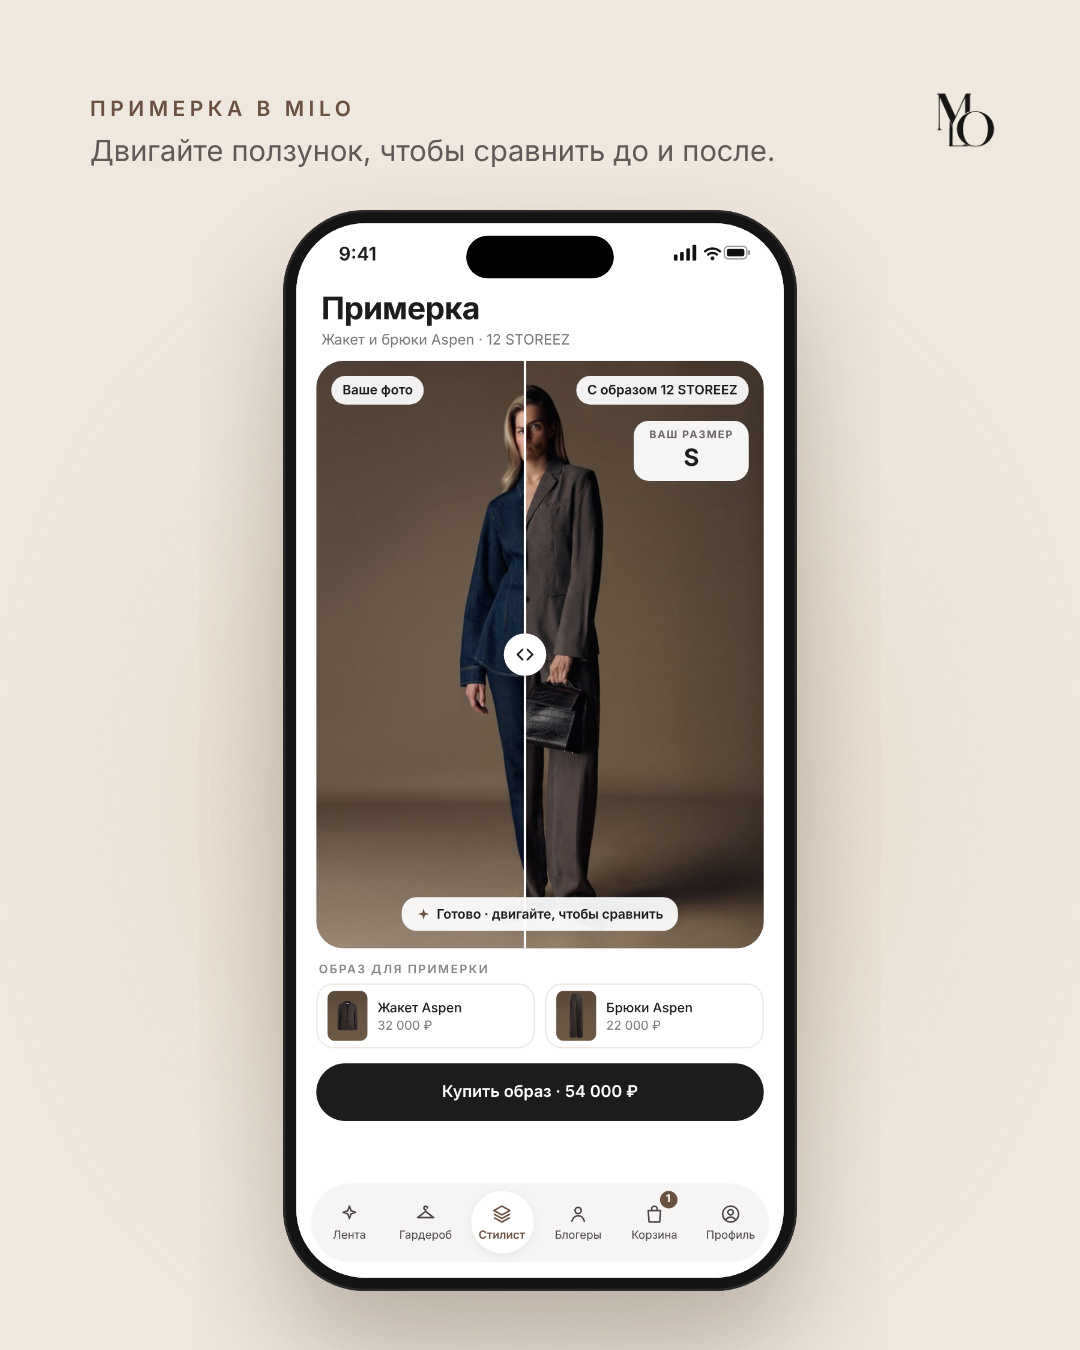 ПРИМЕРКА В MILO
MILO
Двигайте ползунок, чтобы сравнить до и после.
9:41
Примерка
Жакет и брюки Aspen · 12 STOREEZ
Ваше фото
С образом 12 STOREEZ
ВАШ РАЗМЕР
S
Готово · двигайте, чтобы сравнить
ОБРАЗ ДЛЯ ПРИМЕРКИ
Жакет Aspen
32 000 ₽
Брюки Aspen
22 000 ₽
Купить образ · 54 000 ₽
1
Лента
Гардероб
Стилист
Блогеры
Корзина
Профиль